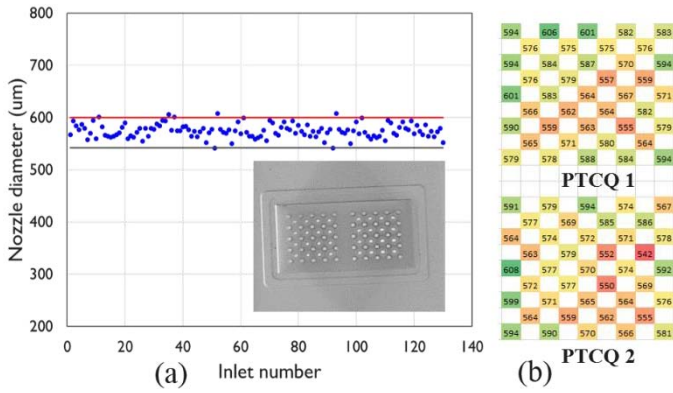 800
700
600
500
400
300
200
Nozzle diameter (um)
0 20 40 60 80 100 120 140
Inlet number
(a)
594 606 601 582 583
576 575 575 576
594 584 587 570 594
576 579 557 559
601 583 564 567 571
566 562 564 582
590 559 563 555 579
565 571 580 564
579 578 588 584 594
PTCQ 1
591 579 594 574 567
577 569 585 586
564 574 572 571 578
563 579 552 542
608 577 570 574 592
572 577 550 569
599 571 565 564 576
564 559 562 555
594 590 570 566 581
PTCQ 2
(b)